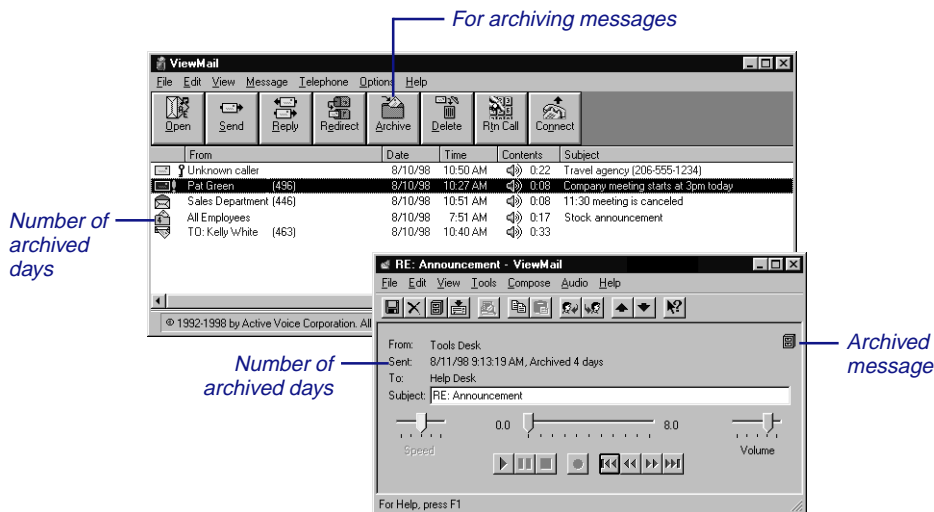 For archiving messages
ViewMail
File Edit View Message Telephone Options Help
Open Send Reply Redirect Archive Delete Rtn Call Connect
From Date Time Contents Subject
Unknown caller 8/10/98 10:50 AM 0:22 Travel agency (206-555-1234)
Pat Green (496) 8/10/98 10:27 AM 0:08 Company meeting starts at 3pm today
Sales Department (446) 8/10/98 10:51 AM 0:08 11:30 meeting is canceled
All Employees 8/10/98 7:51 AM 0:17 Stock announcement
TO: Kelly White (463) 8/10/98 10:40 AM 0:33
Number of
archived
days
© 1992-1998 by Active Voice Corporation. All
RE: Announcement - ViewMail
File Edit View Tools Compose Audio Help
From: Tools Desk
Sent: 8/11/98 9:13:19 AM, Archived 4 days
To: Help Desk
Subject: RE: Announcement
Number of
archived days
Archived
message
0.0 8.0
Speed Volume
For Help, press F1